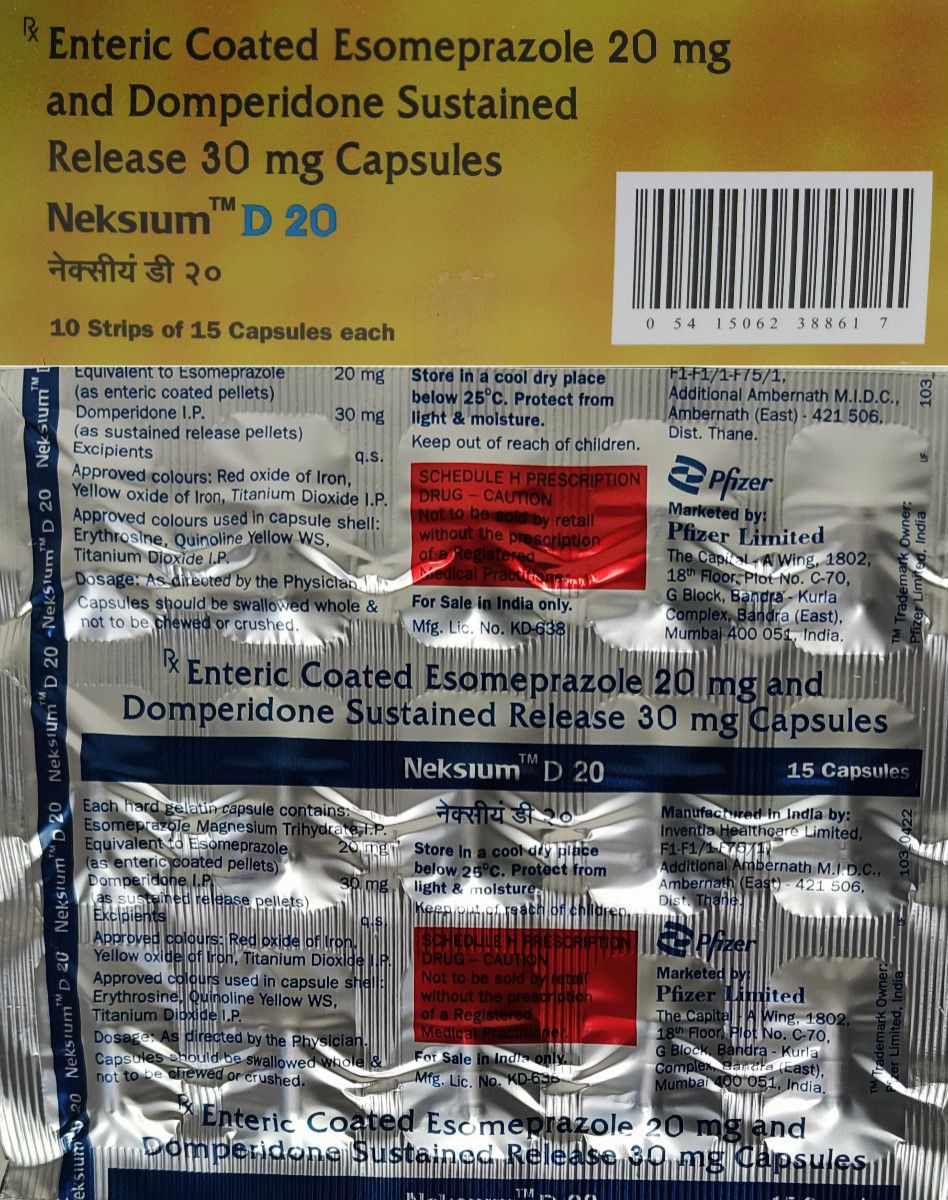 Rx Enteric Coated Esomeprazole 20 mg
and Domperidone Sustained
Release 30 mg Capsules
Neksium™ D 20
नेक्सीयं डी २०
10 Strips of 15 Capsules each
0 54 15062 38861 7
Equivalent to Esomeprazole 20 mg
(as enteric coated pellets)
Domperidone I.P. 30 mg
(as sustained release pellets)
Excipients q.s.
Approved colours: Red oxide of Iron,
Yellow oxide of Iron, Titanium Dioxide I.P.
Approved colours used in capsule shell:
Erythrosine, Quinoline Yellow WS,
Titanium Dioxide I.P.
Dosage: As directed by the Physician.
Capsules should be swallowed whole &
not to be chewed or crushed.
Store in a cool dry place
below 25°C. Protect from
light & moisture.
Keep out of reach of children.
SCHEDULE H PRESCRIPTION
DRUG – CAUTION
Not to be sold by retail
without the prescription
of a Registered
Medical Practitioner.
For Sale in India only.
Mfg. Lic. No. KD-638
F1-F1/1-F75/1,
Additional Ambernath M.I.D.C.,
Ambernath (East) - 421 506,
Dist. Thane.
Pfizer
Marketed by:
Pfizer Limited
The Capital - A Wing, 1802,
18th Floor, Plot No. C-70,
G Block, Bandra - Kurla
Complex, Bandra (East),
Mumbai 400 051, India.
103
UF
™ Trademark Owner:
Pfizer Limited, India
Neksium™ D 20 Neksium™ D 20 Neksium™ D 20 Neksium™ D 20 Neksium™ D 20 Neksium™ D
Rx Enteric Coated Esomeprazole 20 mg and
Domperidone Sustained Release 30 mg Capsules
Neksium™ D 20 15 Capsules
Each hard gelatin capsule contains:
Esomeprazole Magnesium Trihydrate I.P.
Equivalent to Esomeprazole 20 mg
(as enteric coated pellets)
Domperidone I.P. 30 mg
(as sustained release pellets)
Excipients q.s.
Approved colours: Red oxide of Iron,
Yellow oxide of Iron, Titanium Dioxide I.P.
Approved colours used in capsule shell:
Erythrosine, Quinoline Yellow WS,
Titanium Dioxide I.P.
Dosage: As directed by the Physician.
Capsules should be swallowed whole &
not to be chewed or crushed.
नेक्सीयं डी २०
Store in a cool dry place
below 25°C. Protect from
light & moisture.
Keep out of reach of children.
SCHEDULE H PRESCRIPTION
DRUG – CAUTION
Not to be sold by retail
without the prescription
of a Registered
Medical Practitioner.
For Sale in India only.
Mfg. Lic. No. KD-638
Manufactured in India by:
Inventia Healthcare Limited,
F1-F1/1-F75/1,
Additional Ambernath M.I.D.C.,
Ambernath (East) - 421 506,
Dist. Thane.
Pfizer
Marketed by:
Pfizer Limited
The Capital - A Wing, 1802,
18th Floor, Plot No. C-70,
G Block, Bandra - Kurla
Complex, Bandra (East),
Mumbai 400 051, India.
103 0422
UF
™ Trademark Owner:
Pfizer Limited, India
Rx Enteric Coated Esomeprazole 20 mg and
Domperidone Sustained Release 30 mg Capsules